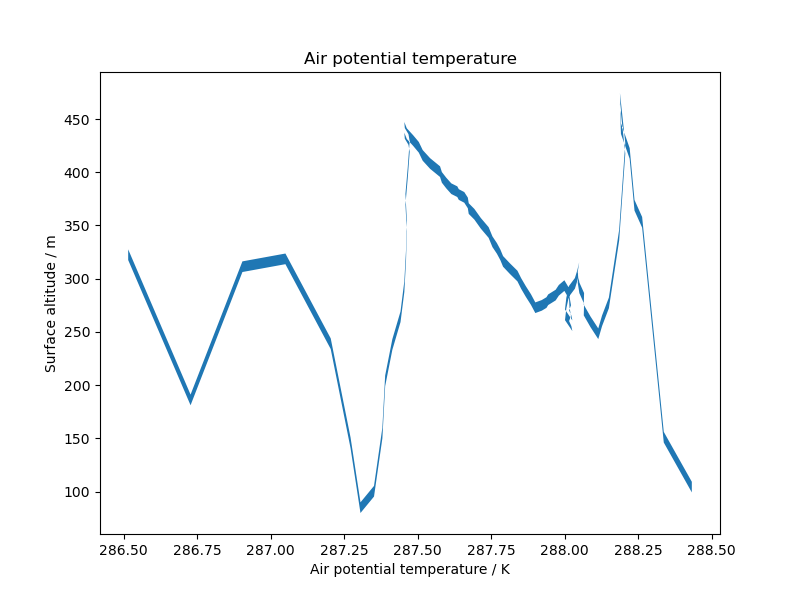 Air potential temperature
Surface altitude / m
450
400
350
300
250
200
150
100
286.50 286.75 287.00 287.25 287.50 287.75 288.00 288.25 288.50
Air potential temperature / K